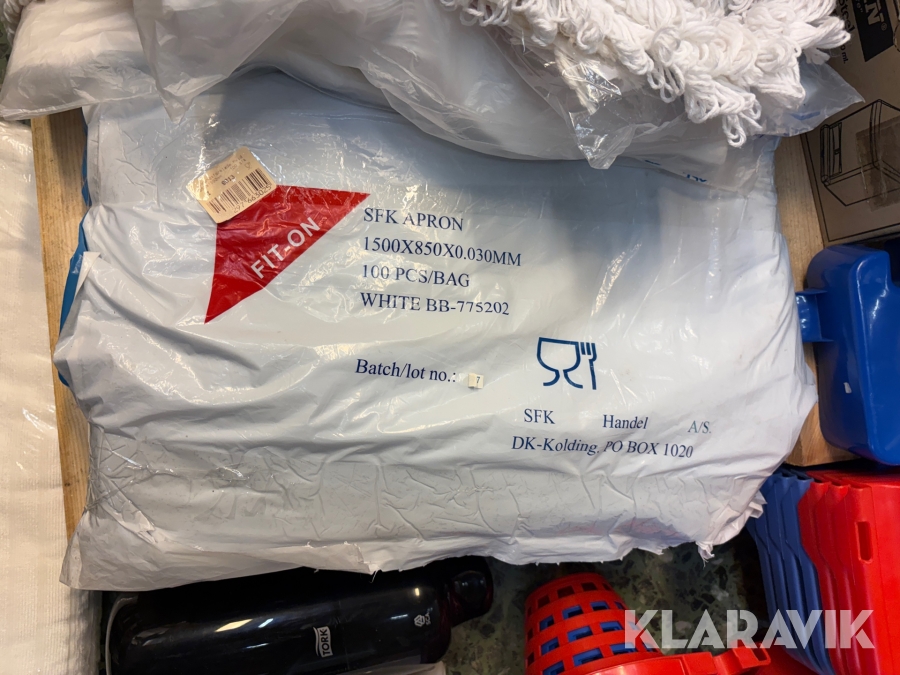 FIT-ON
SFK APRON
1500X850X0.030MM
100 PCS/BAG
WHITE BB-775202
Batch/lot no.: 7
SFK Handel A/S.
DK-Kolding, PO BOX 1020
TORK
KLARAVIK